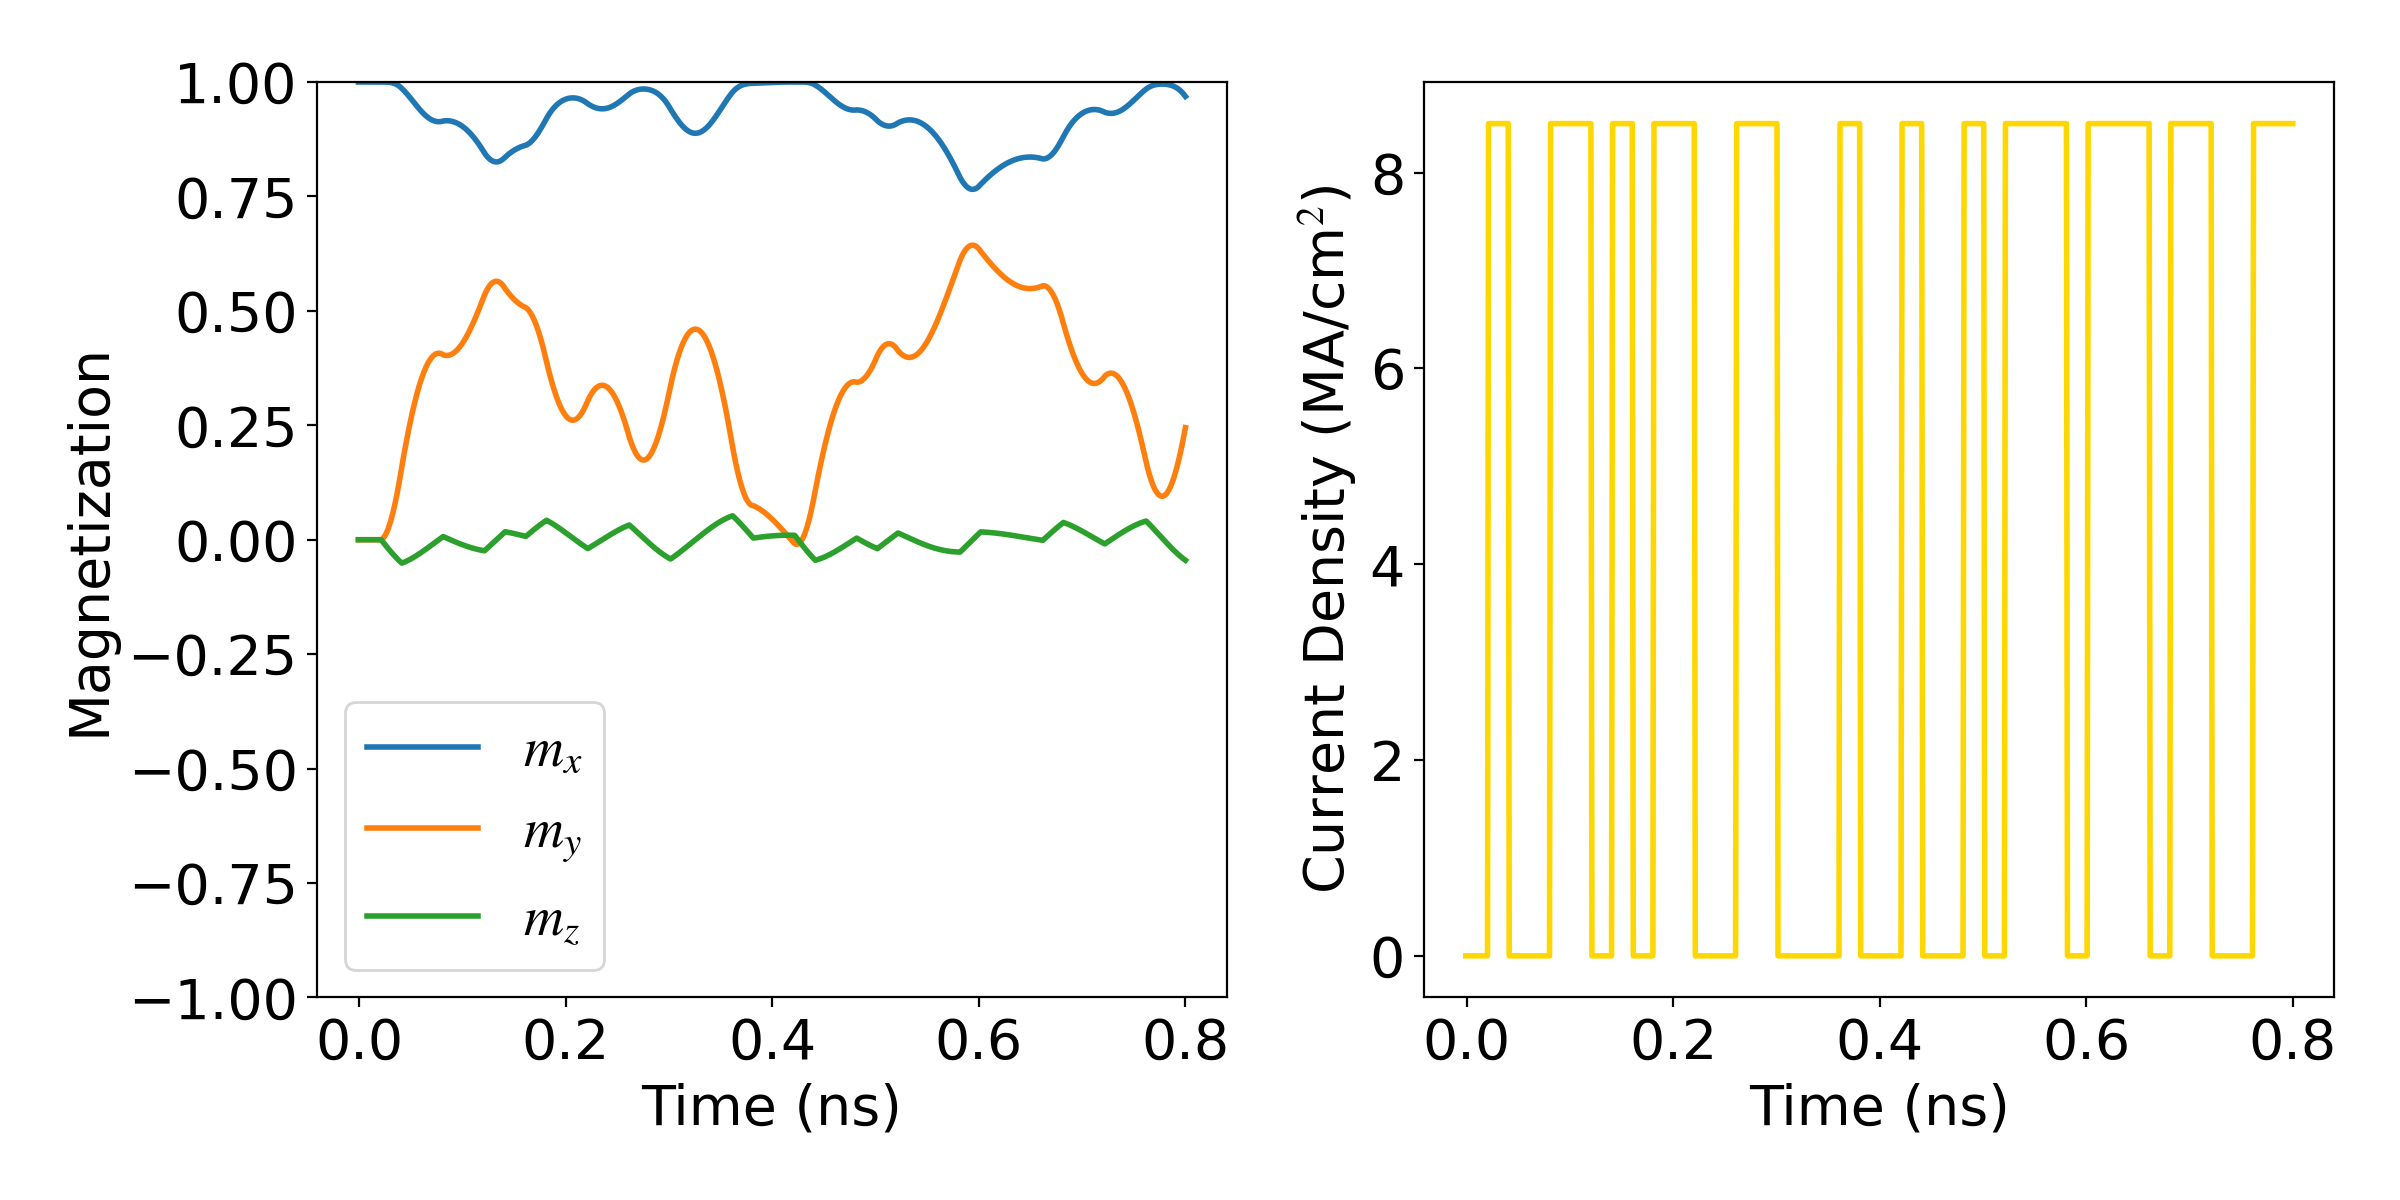 Magnetization
1.00
0.75
0.50
0.25
0.00
−0.25
−0.50
−0.75
−1.00
m_x
m_y
m_z
0.0 0.2 0.4 0.6 0.8
Time (ns)
Current Density (MA/cm²)
8
6
4
2
0
0.0 0.2 0.4 0.6 0.8
Time (ns)